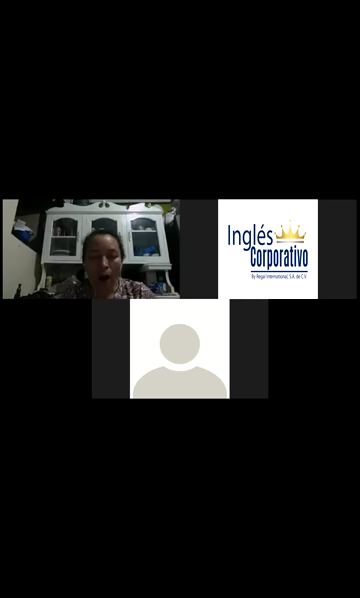 Inglés
Corporativo
By Regal International, S.A. de C.V.